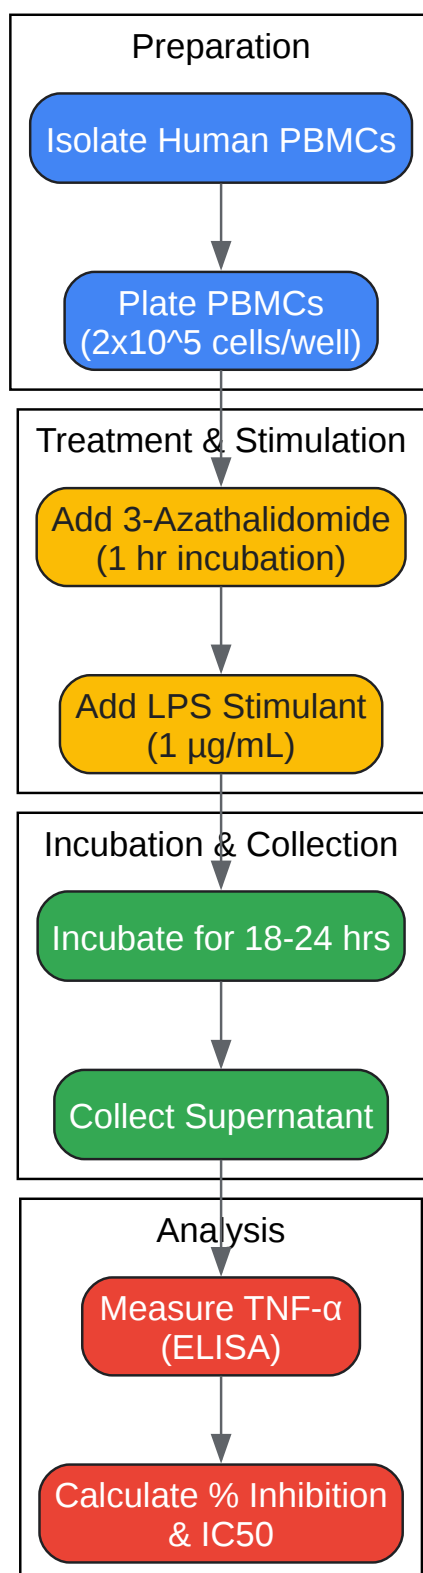 Preparation
Isolate Human PBMCs
Plate PBMCs
(2x10^5 cells/well)
Treatment & Stimulation
Add 3-Azathalidomide
(1 hr incubation)
Add LPS Stimulant
(1 µg/mL)
Incubation & Collection
Incubate for 18-24 hrs
Collect Supernatant
Analysis
Measure TNF-α
(ELISA)
Calculate % Inhibition
& IC50